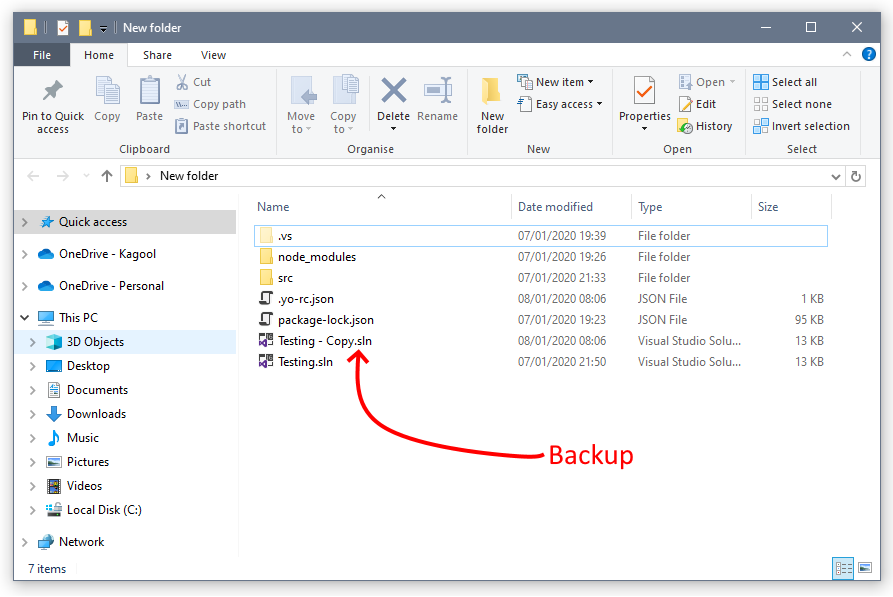 New folder
File Home Share View
Pin to Quick access
Copy
Paste
Cut
Copy path
Paste shortcut
Clipboard
Move to
Copy to
Delete
Rename
Organise
New folder
New item
Easy access
New
Properties
Open
Edit
History
Open
Select all
Select none
Invert selection
Select
New folder
Quick access
OneDrive - Kagool
OneDrive - Personal
This PC
3D Objects
Desktop
Documents
Downloads
Music
Pictures
Videos
Local Disk (C:)
Network
Name Date modified Type Size
.vs 07/01/2020 19:39 File folder
node_modules 07/01/2020 19:26 File folder
src 07/01/2020 21:33 File folder
.yo-rc.json 08/01/2020 08:06 JSON File 1 KB
package-lock.json 07/01/2020 19:23 JSON File 95 KB
Testing - Copy.sln 08/01/2020 08:06 Visual Studio Solu... 13 KB
Testing.sln 07/01/2020 21:50 Visual Studio Solu... 13 KB
Backup
7 items